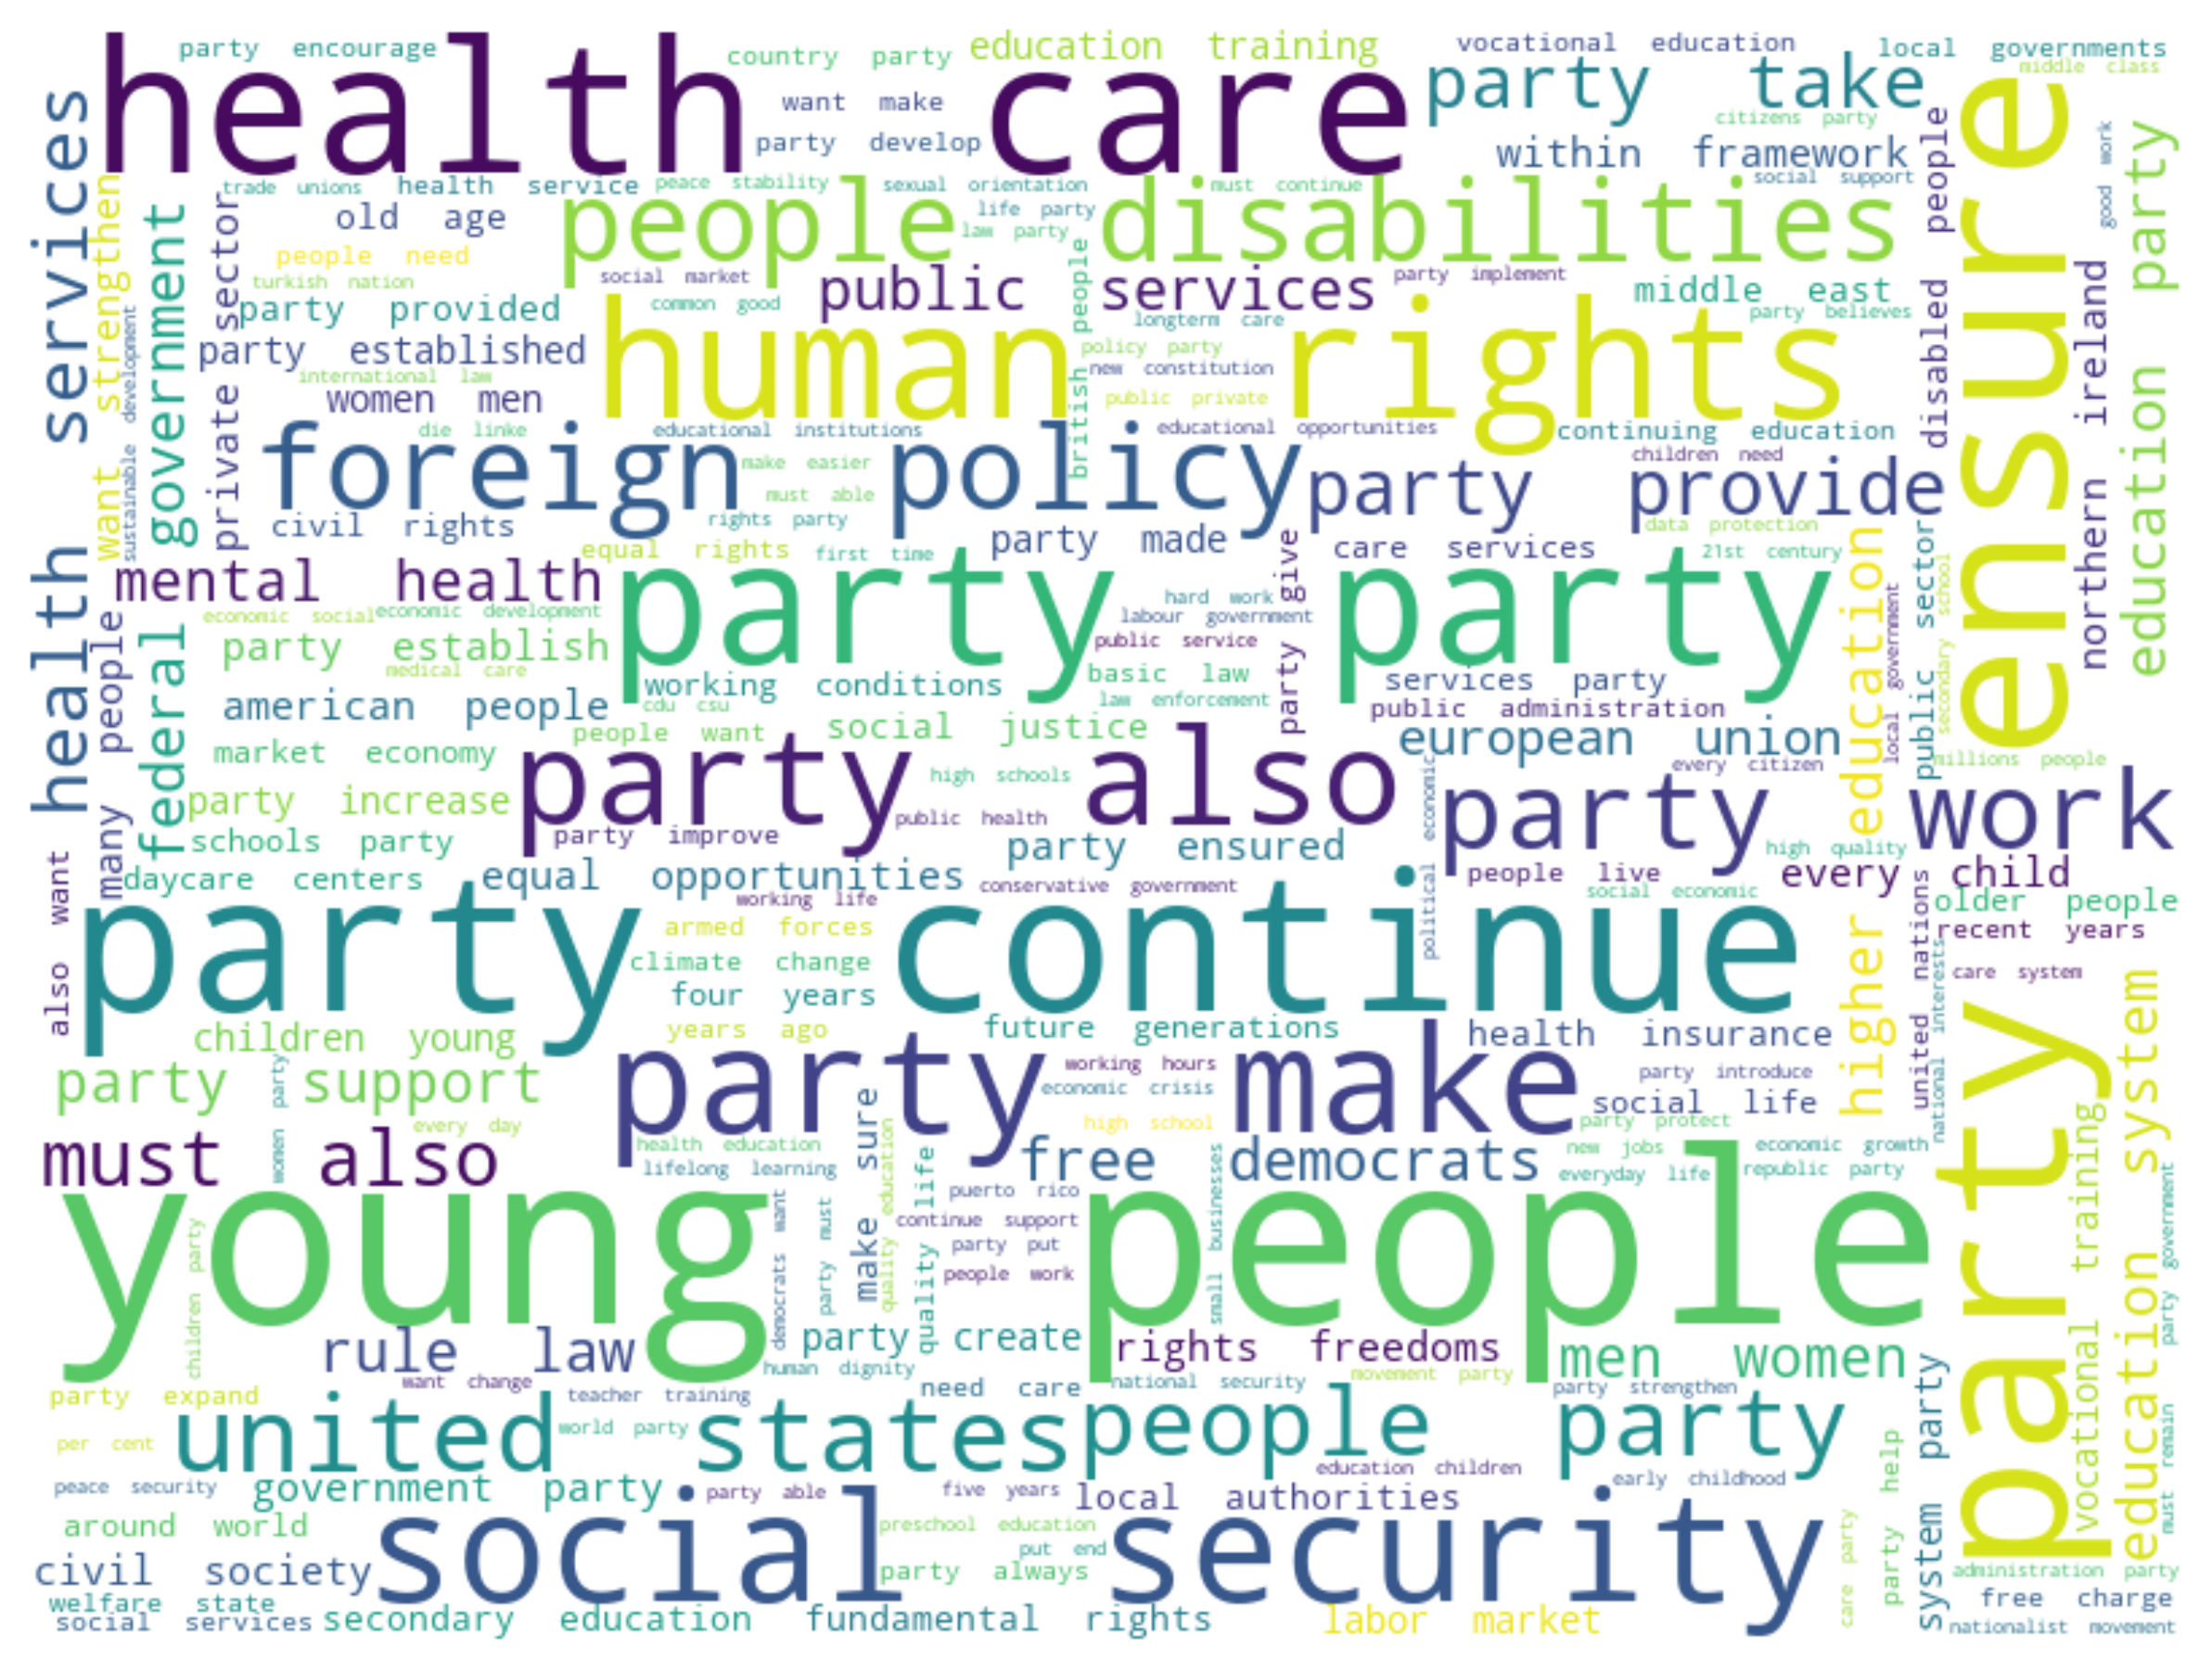 health care
party encourage
country party
education training
vocational education
local governments
middle class
want make
party take
citizens party
party develop
within framework
social support
disabled people
good work
education party
party ensure
health services
want strengthen
federal government
private sector
sustainable development
trade unions
health service
peace stability
sexual orientation
must continue
old age
people disabilities
life party
law party
people need
turkish nation
social market
public services
party implement
middle east
party provided
common good
british people
longterm care
party believes
party established
human rights
policy party
new constitution
international law
women men
public private
northern ireland
die linke
educational institutions
educational opportunities
continuing education
foreign policy
make easier
children need
must able
party provide
civil rights
rights party
party made
data protection
equal rights
first time
care services
21st century
mental health
party party
party give
higher education
public sector
secondary school
local government
many people
economic social
economic development
hard work
labour government
party establish
public service
medical care
basic law
working conditions
law enforcement
services party
american people
cdu csu
public administration
people want
social justice
european union
market economy
high schools
every citizen
millions people
party increase
party also
political economic
party work
public health
schools party
party improve
party ensured
high quality
daycare centers
equal opportunities
conservative government
people live
every child
also want
working life
social economic
older people
party continue
armed forces
united nations
national interests
recent years
climate change
care system
four years
education system
children young
years ago
future generations
health insurance
party support
women party
party make
working hours
economic crisis
party introduce
social life
make sure
every day
high school
party protect
must also
health education
quality education
quality life
free democrats
new jobs
economic growth
lifelong learning
small businesses
everyday life
republic party
vocational training
party government
young people
puerto rico
democrats want
party must
continue support
children party
party put
people work
rule law
party create
rights freedoms
men women
human dignity
movement party
want change
party expand
teacher training
need care
national security
party strengthen
system party
united states
world party
people party
must remain
per cent
party help
education children
early childhood
peace security
government party
party able
five years
local authorities
around world
social security
preschool education
care party
put end
civil society
party always
administration party
welfare state
free charge
social services
secondary education
fundamental rights
labor market
nationalist movement